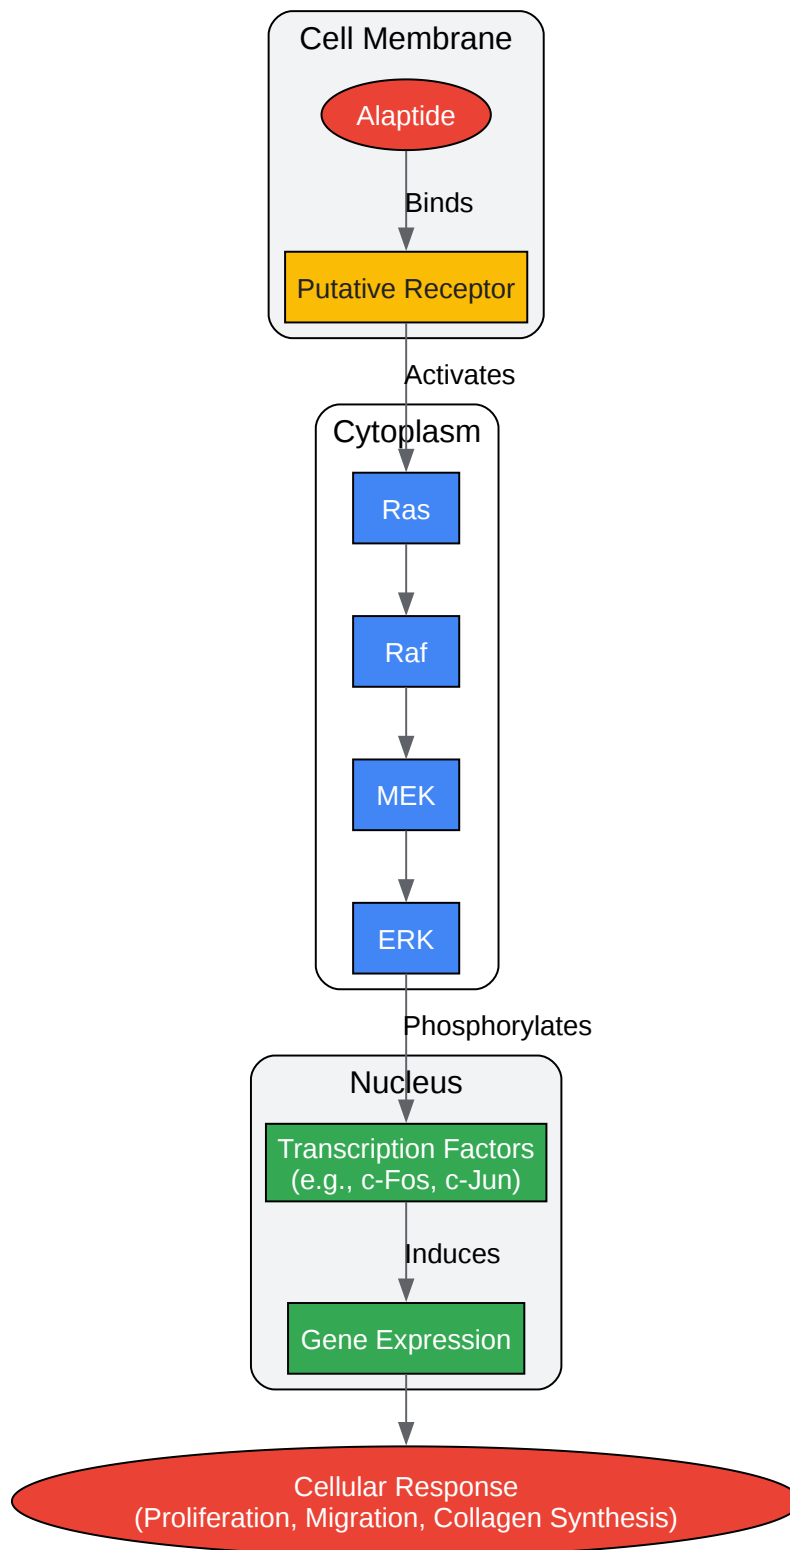 Cell Membrane
Alaptide
Binds
Putative Receptor
Activates
Cytoplasm
Ras
Raf
MEK
ERK
Phosphorylates
Nucleus
Transcription Factors
(e.g., c-Fos, c-Jun)
Induces
Gene Expression
Cellular Response
(Proliferation, Migration, Collagen Synthesis)